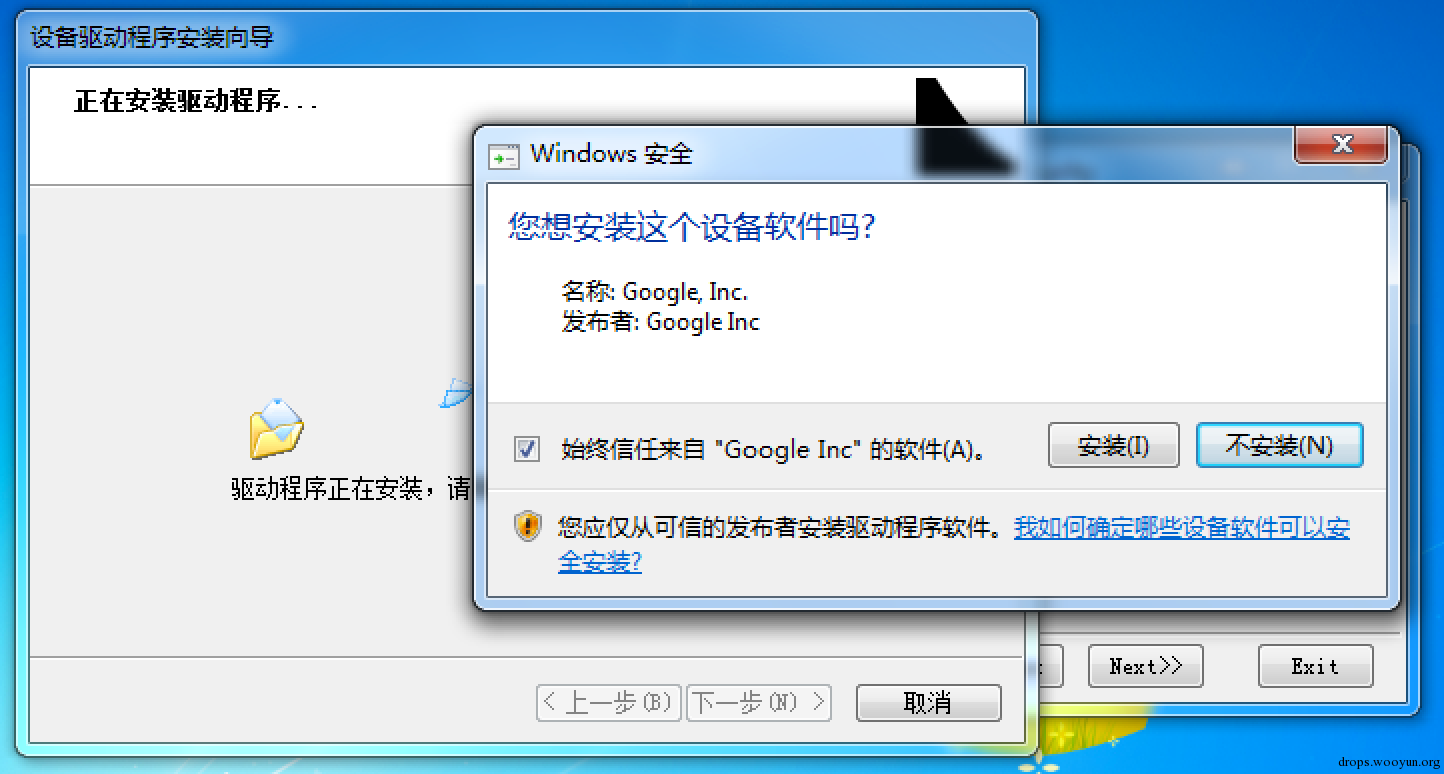 设备驱动程序安装向导
正在安装驱动程序...
驱动程序正在安装，请
< 上一步(B)
下一步(N) >
取消
Windows 安全
您想安装这个设备软件吗?
名称: Google, Inc.
发布者: Google Inc
始终信任来自 "Google Inc" 的软件(A)。
安装(I)
不安装(N)
您应仅从可信的发布者安装驱动程序软件。我如何确定哪些设备软件可以安
全安装?
Next>>
Exit
drops.wooyun.org